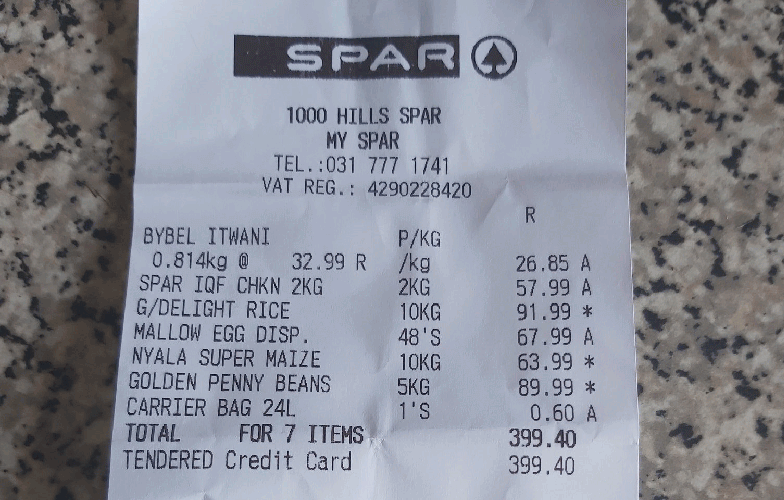 SPAR
1000 HILLS SPAR
MY SPAR
TEL.:031 777 1741
VAT REG.: 4290228420
R
BYBEL ITWANI P/KG
0.814kg @ 32.99 R /kg 26.85 A
SPAR IQF CHKN 2KG 2KG 57.99 A
G/DELIGHT RICE 10KG 91.99 *
MALLOW EGG DISP. 48'S 67.99 A
NYALA SUPER MAIZE 10KG 63.99 *
GOLDEN PENNY BEANS 5KG 89.99 *
CARRIER BAG 24L 1'S 0.60 A
TOTAL FOR 7 ITEMS 399.40
TENDERED Credit Card 399.40